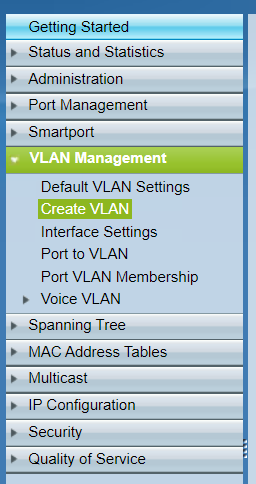 Getting Started
Status and Statistics
Administration
Port Management
Smartport
VLAN Management
Default VLAN Settings
Create VLAN
Interface Settings
Port to VLAN
Port VLAN Membership
Voice VLAN
Spanning Tree
MAC Address Tables
Multicast
IP Configuration
Security
Quality of Service